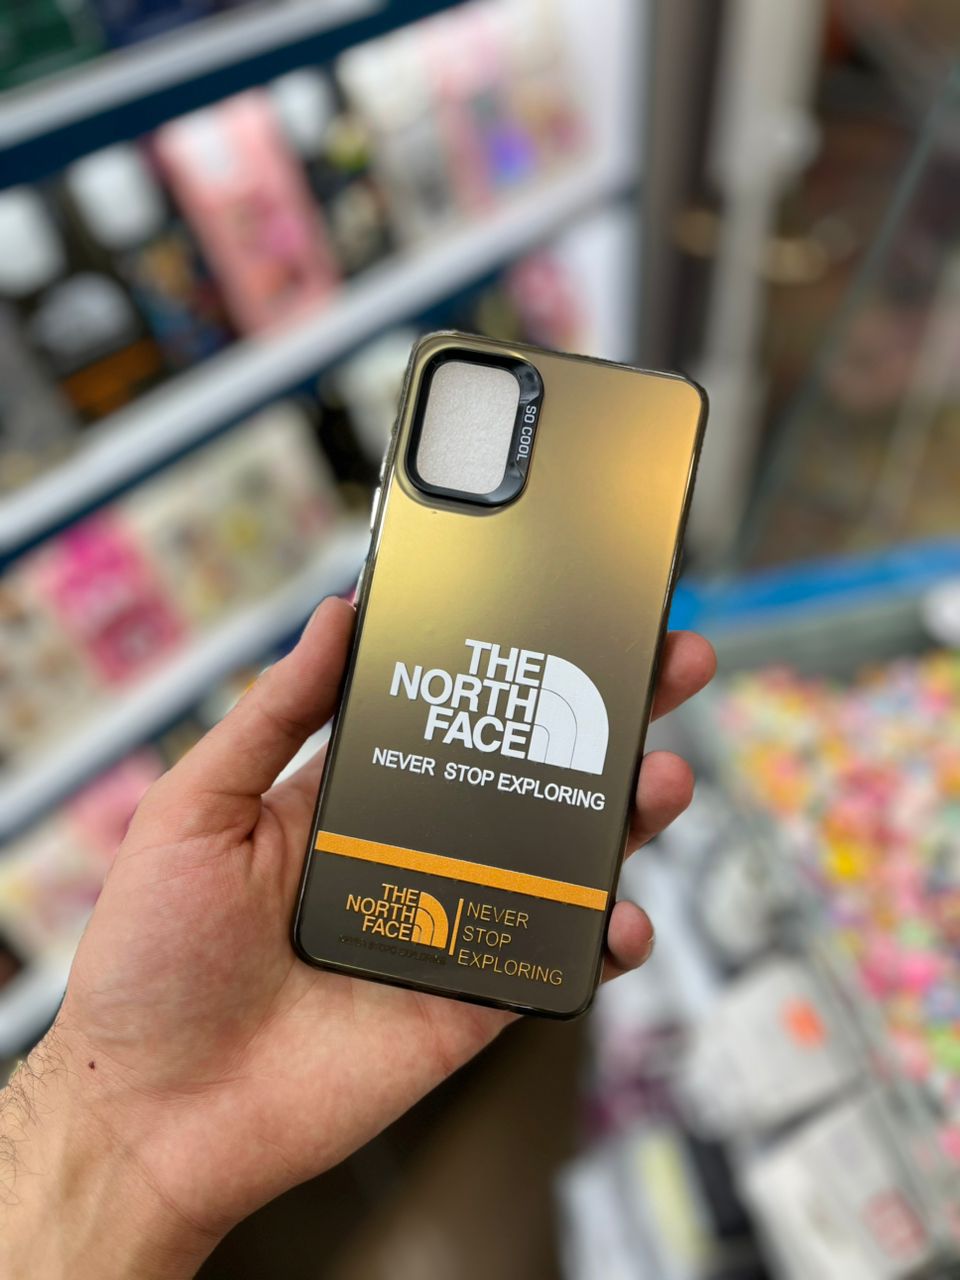 SO COOL
THE
NORTH
FACE
NEVER STOP EXPLORING
THE
NORTH
FACE
NEVER
STOP
EXPLORING